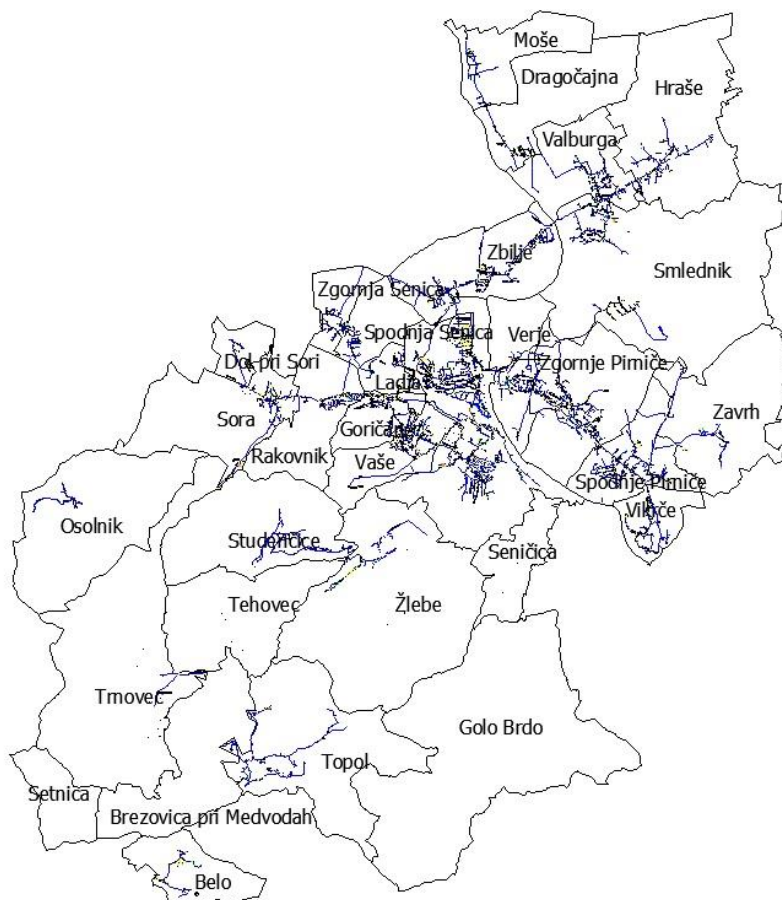 Moše
Dragočajna
Hraše
Valburga
Zbilje
Smlednik
Zgornja Senica
Spodnja Senica
Verje
Zgornje Pirniče
Dol pri Sori
Ladja
Zavrh
Sora
Goričane
Rakovnik
Vaše
Spodnje Pirniče
Vikrče
Osolnik
Studenčice
Seničica
Tehovec
Žlebe
Trnovec
Golo Brdo
Topol
Setnica
Brezovica pri Medvodah
Belo